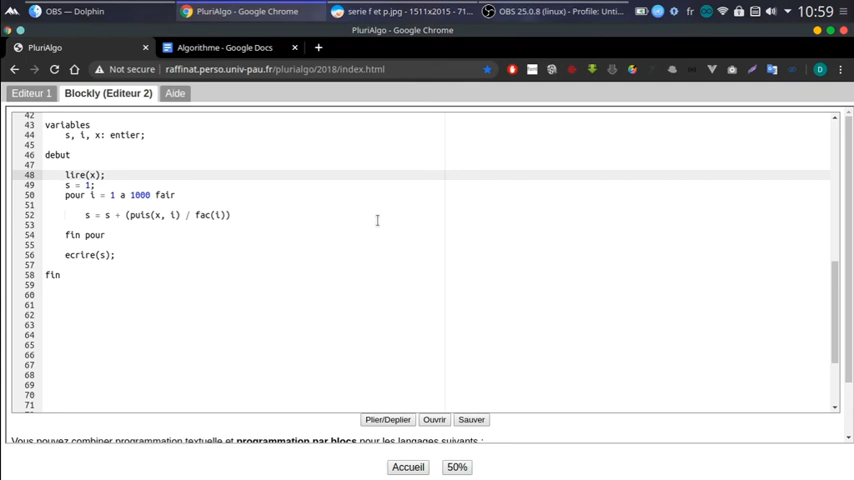 OBS — Dolphin
PluriAlgo - Google Chrome
serie f et p.jpg - 1511x2015 - 71...
OBS 25.0.8 (linux) - Profile: Unti...
fr
10:59
PluriAlgo - Google Chrome
PluriAlgo
Algorithme - Google Docs
Not secure
raffinat.perso.univ-pau.fr/plurialgo/2018/index.html
D
Editeur 1
Blockly (Editeur 2)
Aide
42
43 variables
44 s, i, x: entier;
45
46 debut
47
48 lire(x);
49 s = 1;
50 pour i = 1 a 1000 fair
51
52 s = s + (puis(x, i) / fac(i))
53
54 fin pour
55
56 ecrire(s);
57
58 fin
59
60
61
62
63
64
65
66
67
68
69
70
71
Plier/Deplier
Ouvrir
Sauver
Vous pouvez combiner programmation textuelle et programmation par blocs pour les langages suivants :
Accueil
50%